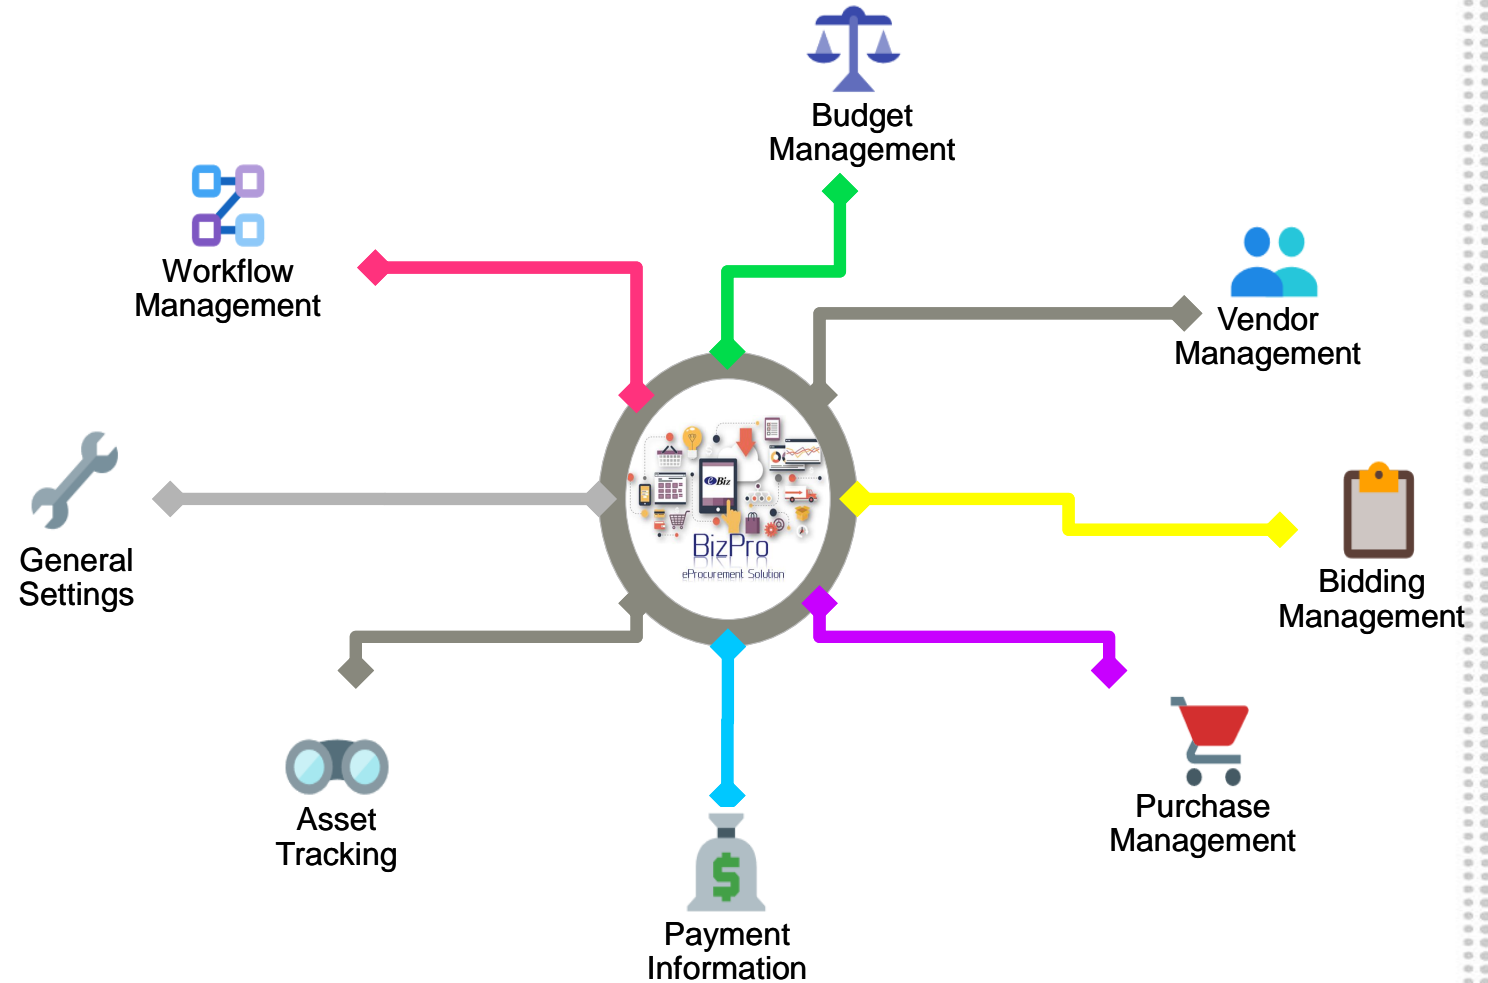 Budget
Management
Workflow
Management
Vendor
Management
eBiz
BizPro
eProcurement Solution
General
Settings
Bidding
Management
Asset
Tracking
Purchase
Management
$
Payment
Information